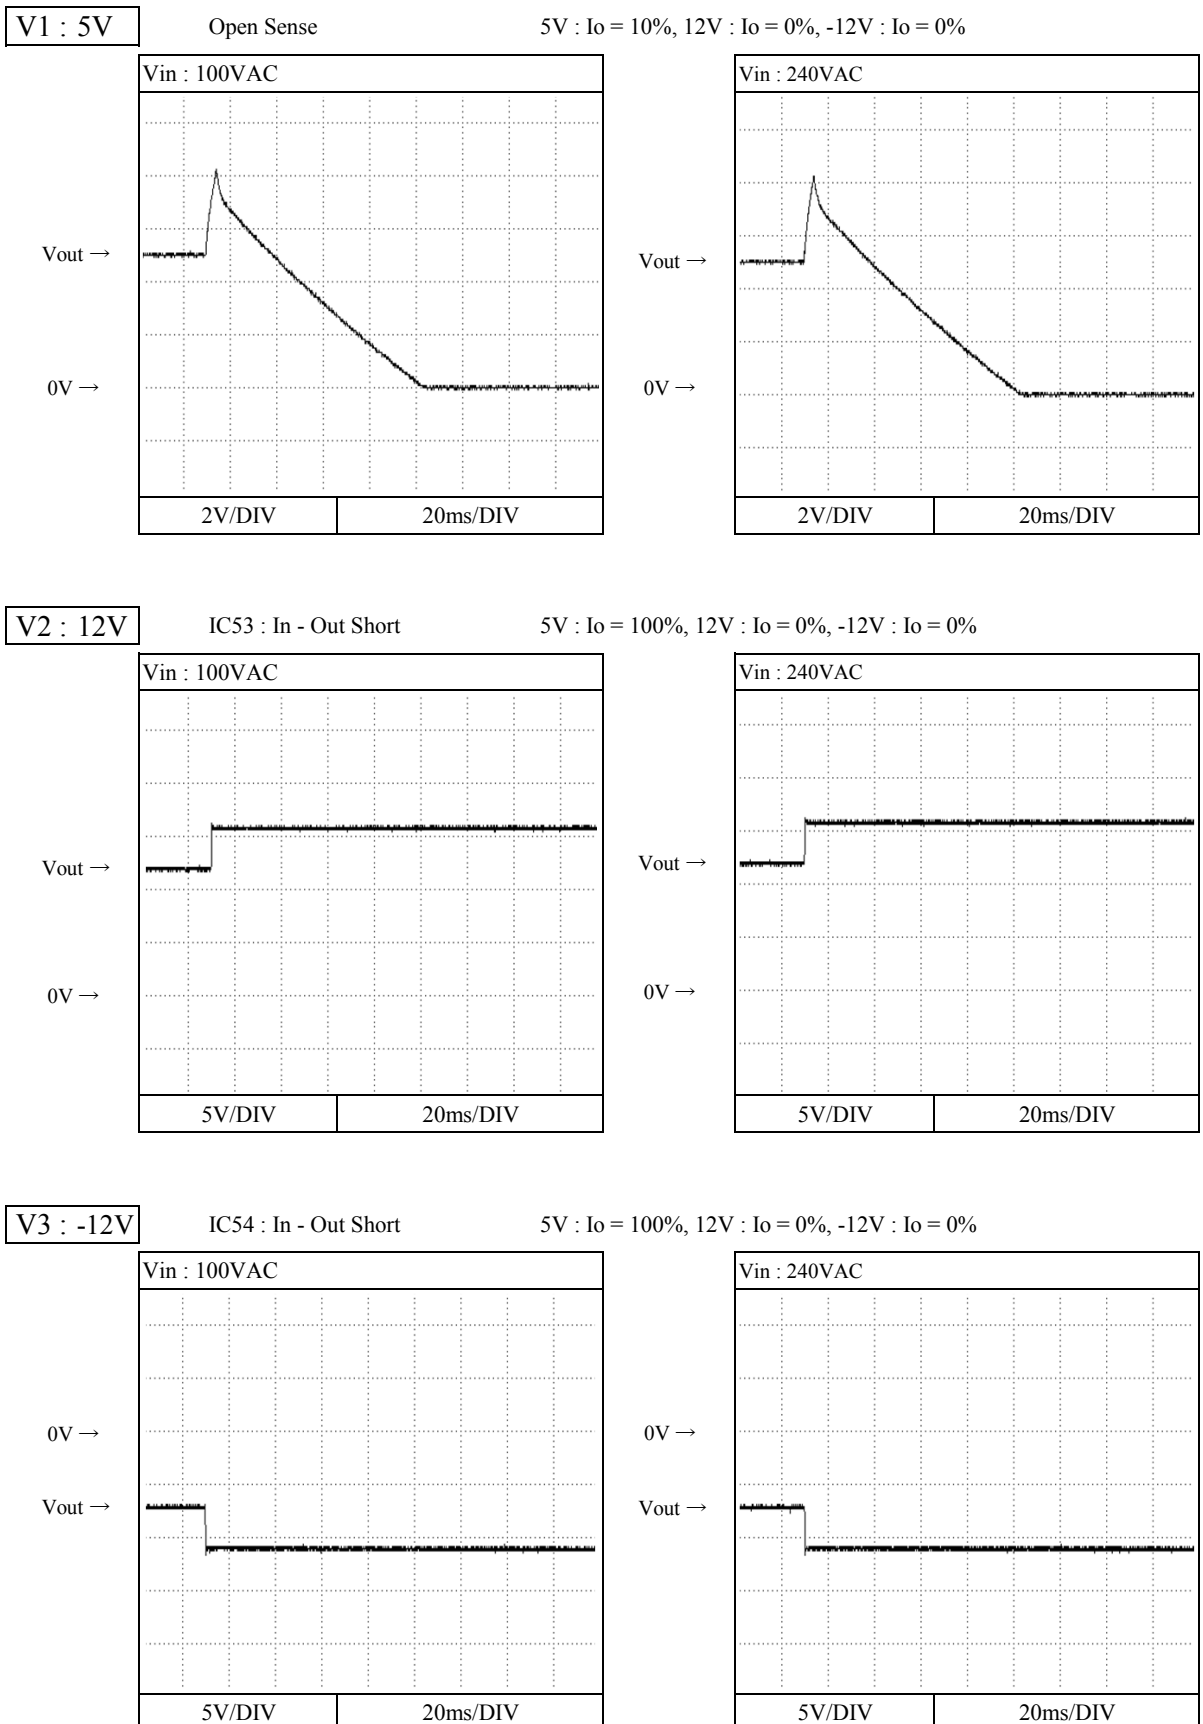 V1 : 5V Open Sense 5V : Io = 10%, 12V : Io = 0%, -12V : Io = 0%
Vin : 100VAC Vin : 240VAC
Vout → Vout →
0V → 0V →
2V/DIV 20ms/DIV 2V/DIV 20ms/DIV
V2 : 12V IC53 : In - Out Short 5V : Io = 100%, 12V : Io = 0%, -12V : Io = 0%
Vin : 100VAC Vin : 240VAC
Vout → Vout →
0V → 0V →
5V/DIV 20ms/DIV 5V/DIV 20ms/DIV
V3 : -12V IC54 : In - Out Short 5V : Io = 100%, 12V : Io = 0%, -12V : Io = 0%
Vin : 100VAC Vin : 240VAC
0V → 0V →
Vout → Vout →
5V/DIV 20ms/DIV 5V/DIV 20ms/DIV